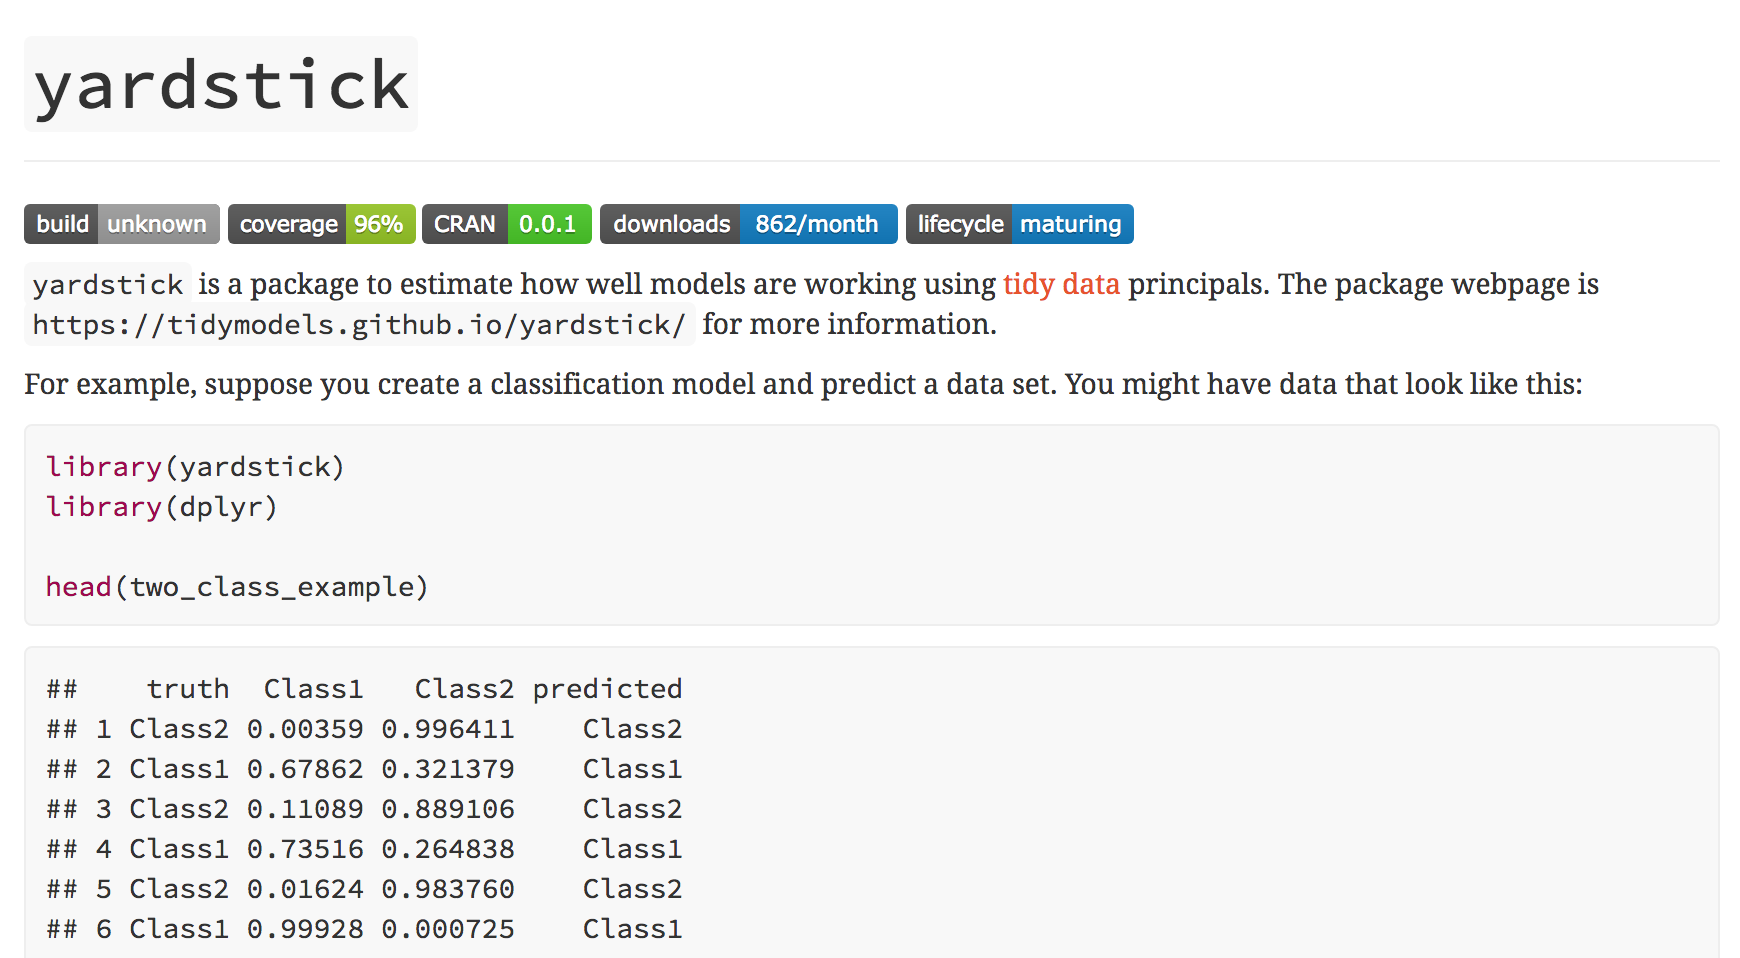 yardstick
build unknown coverage 96% CRAN 0.0.1 downloads 862/month lifecycle maturing
yardstick is a package to estimate how well models are working using tidy data principals. The package webpage is
https://tidymodels.github.io/yardstick/ for more information.
For example, suppose you create a classification model and predict a data set. You might have data that look like this:
library(yardstick)
library(dplyr)
head(two_class_example)
##    truth  Class1   Class2 predicted
## 1 Class2 0.00359 0.996411    Class2
## 2 Class1 0.67862 0.321379    Class1
## 3 Class2 0.11089 0.889106    Class2
## 4 Class1 0.73516 0.264838    Class1
## 5 Class2 0.01624 0.983760    Class2
## 6 Class1 0.99928 0.000725    Class1